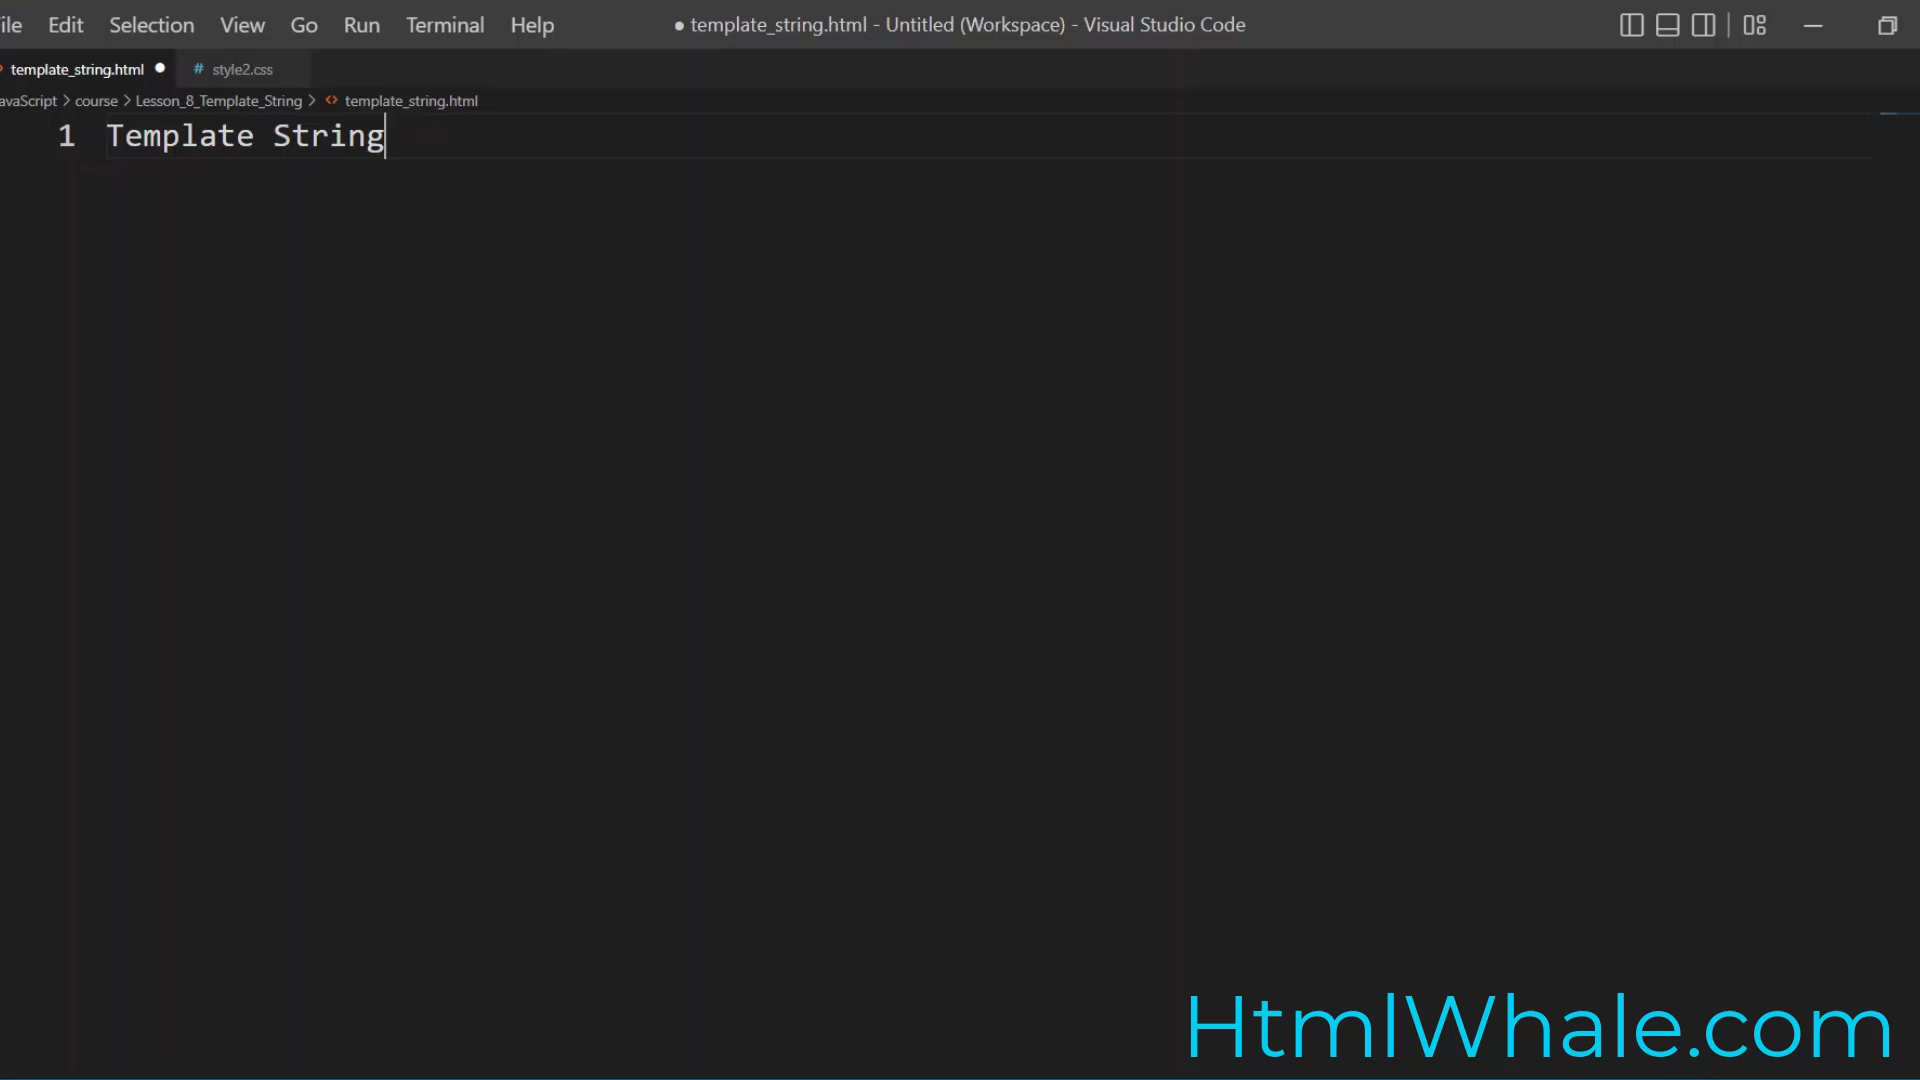 ile Edit Selection View Go Run Terminal Help ● template_string.html - Untitled (Workspace) - Visual Studio Code
template_string.html ● # style2.css
avaScript > course > Lesson_8_Template_String > <> template_string.html
1 Template String
HtmlWhale.com